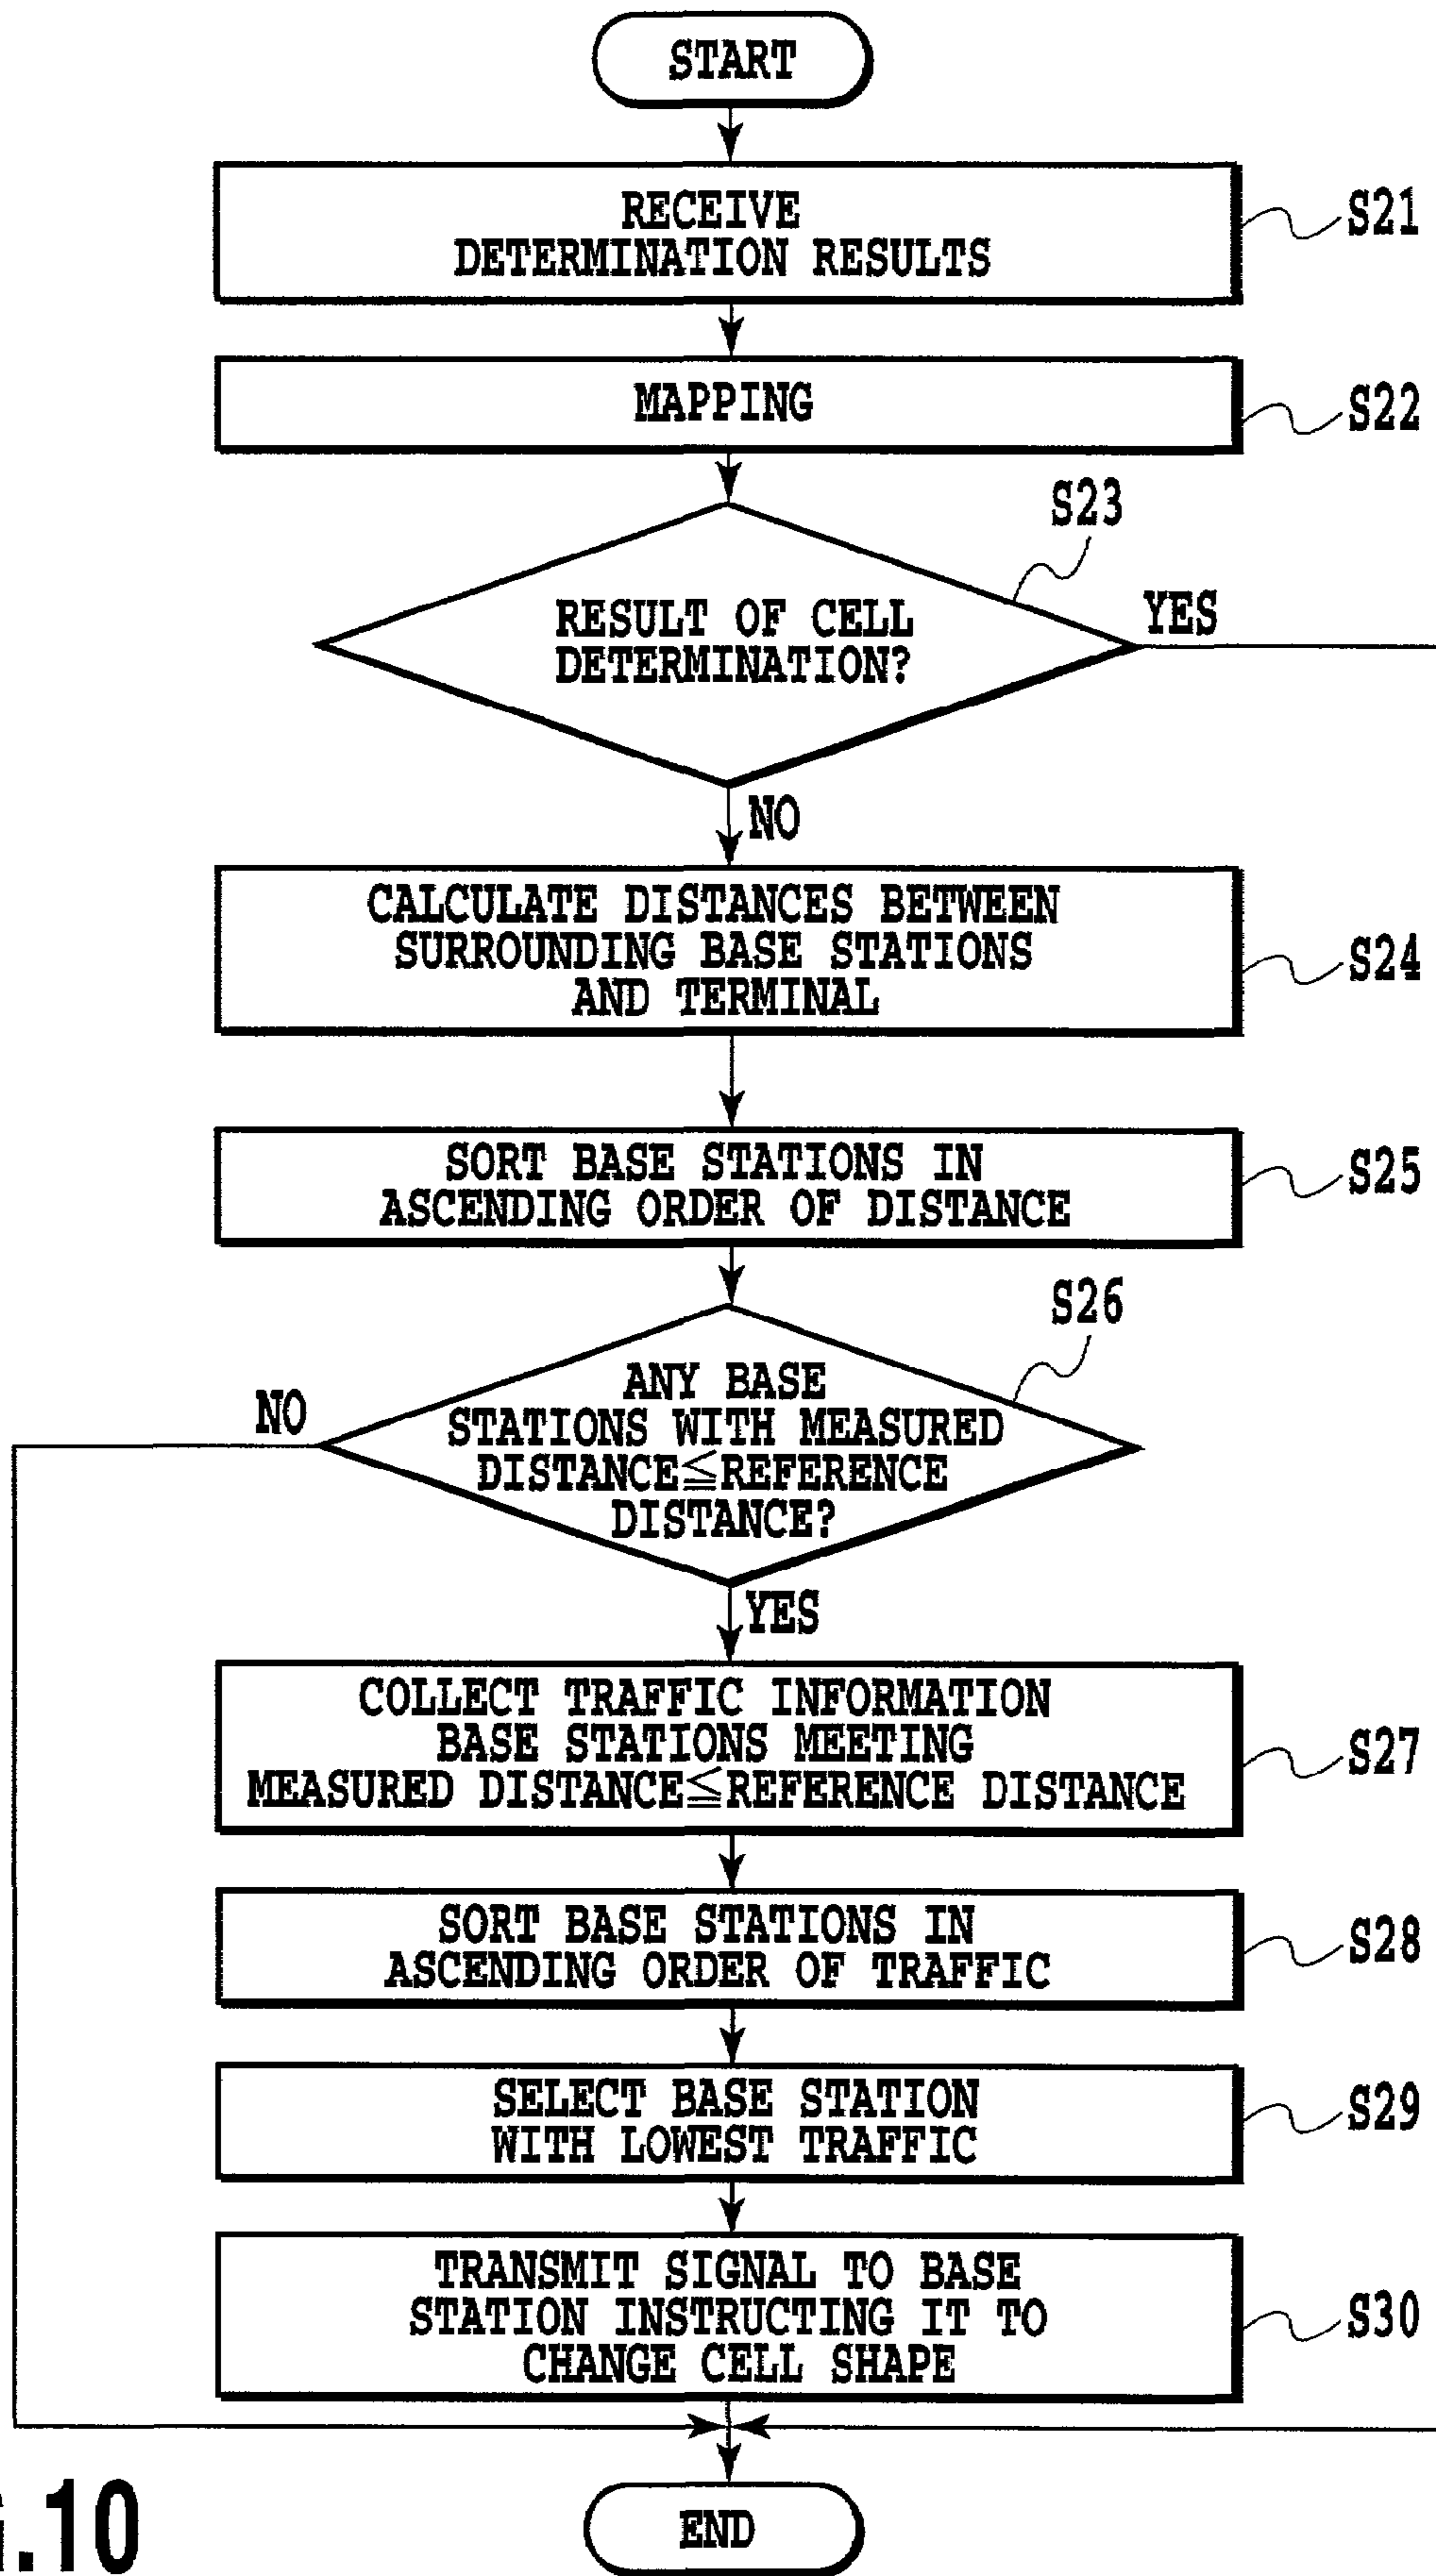 START
RECEIVE
DETERMINATION RESULTS
S21
MAPPING
S22
S23
RESULT OF CELL
DETERMINATION?
YES
NO
CALCULATE DISTANCES BETWEEN
SURROUNDING BASE STATIONS
AND TERMINAL
S24
SORT BASE STATIONS IN
ASCENDING ORDER OF DISTANCE
S25
S26
ANY BASE
STATIONS WITH MEASURED
DISTANCE≦REFERENCE
DISTANCE?
NO
YES
COLLECT TRAFFIC INFORMATION
BASE STATIONS MEETING
MEASURED DISTANCE≦REFERENCE DISTANCE
S27
SORT BASE STATIONS IN
ASCENDING ORDER OF TRAFFIC
S28
SELECT BASE STATION
WITH LOWEST TRAFFIC
S29
TRANSMIT SIGNAL TO BASE
STATION INSTRUCTING IT TO
CHANGE CELL SHAPE
S30
END
.10